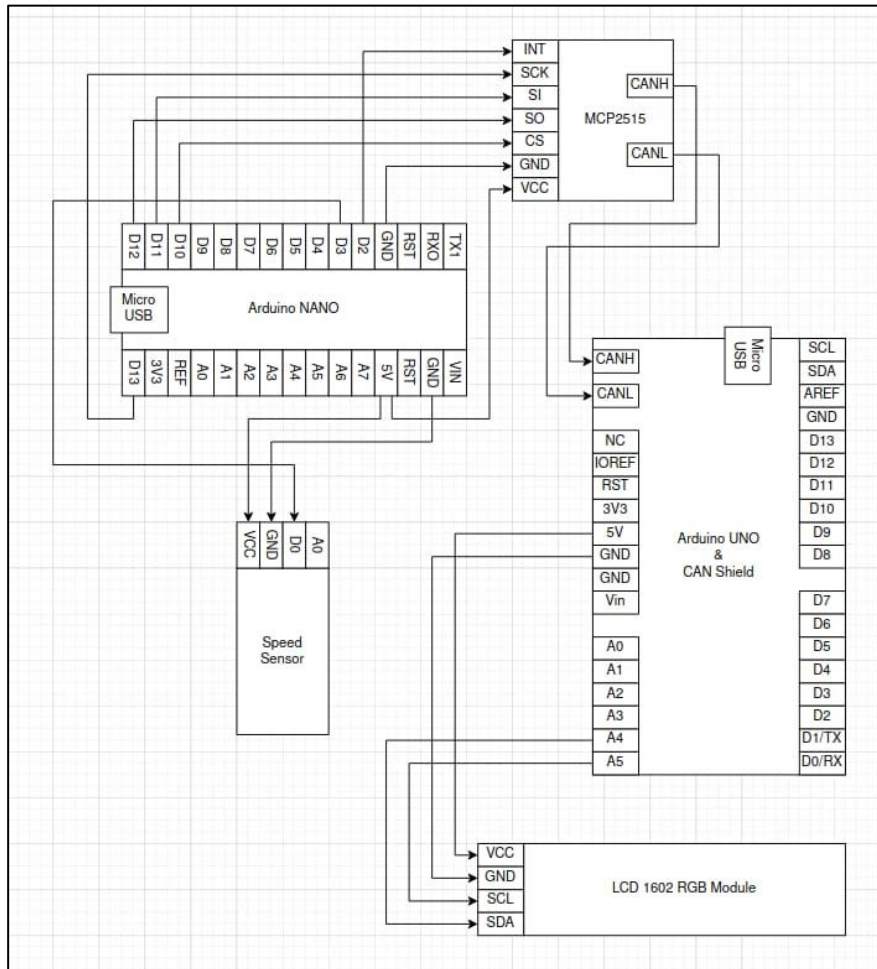 INT
SCK
SI
SO
CS
GND
VCC
MCP2515
CANH
CANL
D12
D11
D10
D9
D8
D7
D6
D5
D4
D3
D2
GND
RST
RXO
TX1
Micro
USB
Arduino NANO
D13
3V3
REF
A0
A1
A2
A3
A4
A5
A6
A7
5V
RST
GND
VIN
VCC
GND
D0
A0
Speed
Sensor
CANH
CANL
NC
IOREF
RST
3V3
5V
GND
GND
Vin
A0
A1
A2
A3
A4
A5
Micro
USB
Arduino UNO
&
CAN Shield
SCL
SDA
AREF
GND
D13
D12
D11
D10
D9
D8
D7
D6
D5
D4
D3
D2
D1/TX
D0/RX
VCC
GND
SCL
SDA
LCD 1602 RGB Module